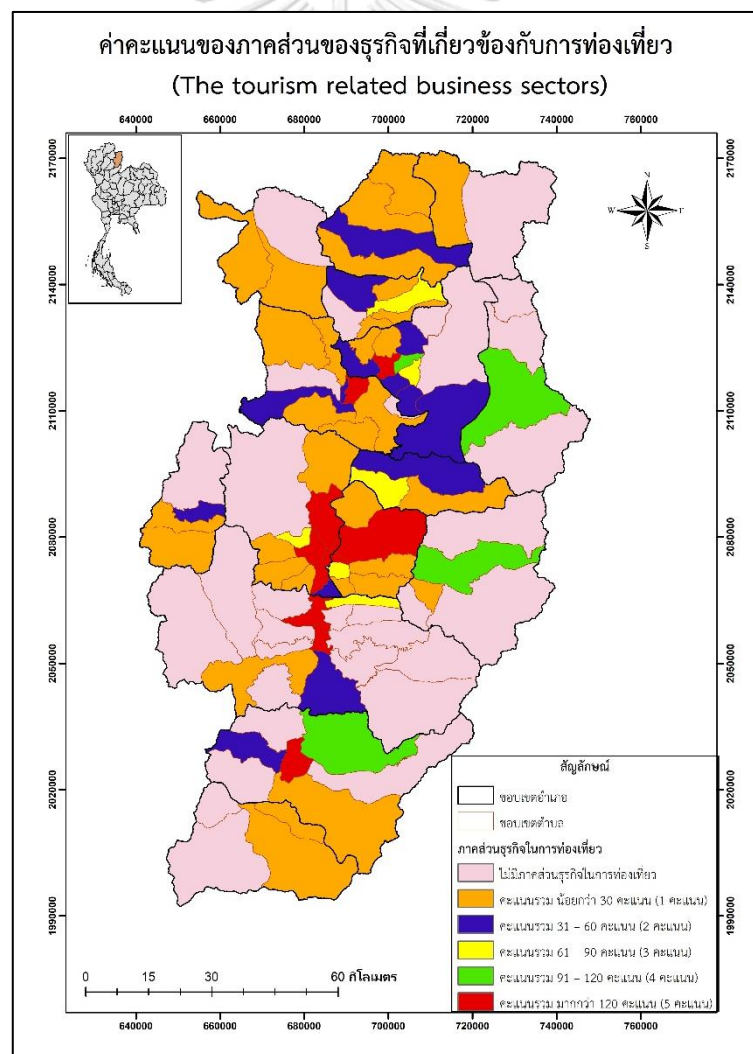 ค่าคะแนนของภาคส่วนของธุรกิจที่เกี่ยวข้องกับการท่องเที่ยว
(The tourism related business sectors)
640000 660000 680000 700000 720000 740000 760000
2170000
2140000
2110000
2080000
2050000
2020000
1990000
N
W E
S
สัญลักษณ์
ขอบเขตอำเภอ
ขอบเขตตำบล
ภาคส่วนธุรกิจในการท่องเที่ยว
ไม่มีภาคส่วนธุรกิจในการท่องเที่ยว
คะแนนรวม น้อยกว่า 30 คะแนน (1 คะแนน)
คะแนนรวม 31 – 60 คะแนน (2 คะแนน)
คะแนนรวม 61 – 90 คะแนน (3 คะแนน)
คะแนนรวม 91 – 120 คะแนน (4 คะแนน)
คะแนนรวม มากกว่า 120 คะแนน (5 คะแนน)
0 15 30 60 กิโลเมตร
640000 660000 680000 700000 720000 740000 760000